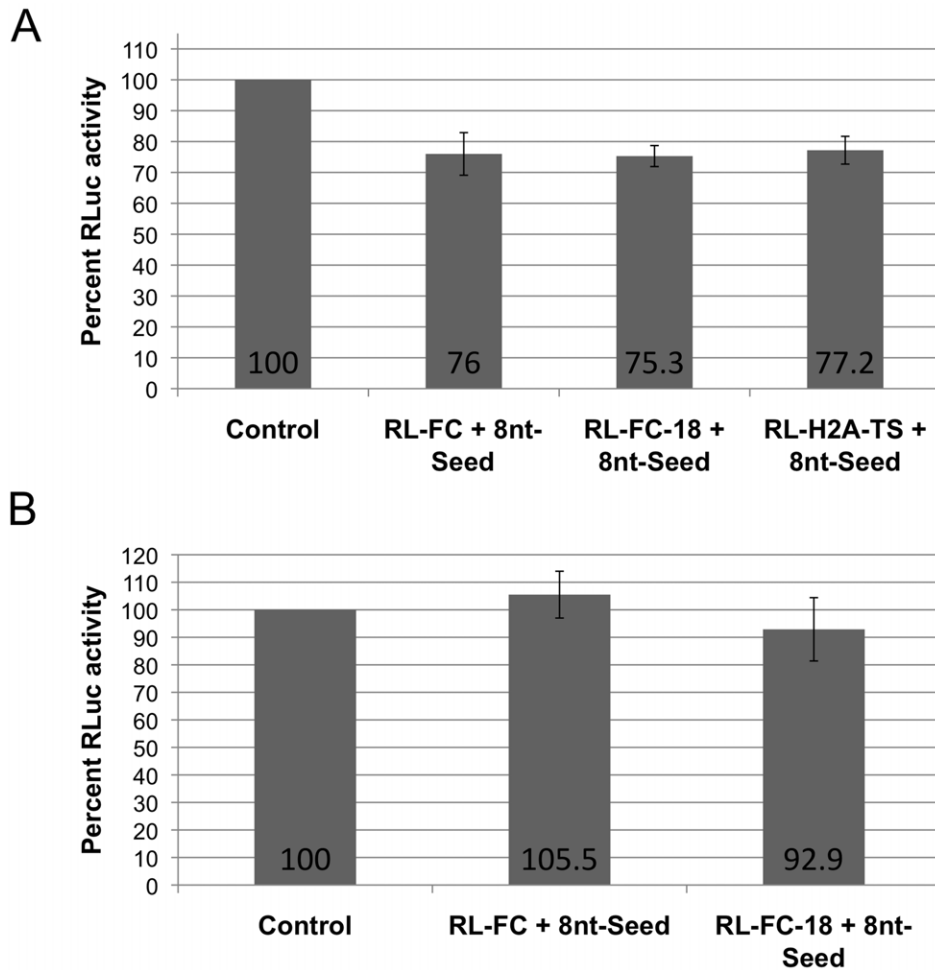 A
110
100
90
80
70
60
50
40
30
20
10
0
Percent RLuc activity
100
76
75.3
77.2
Control
RL-FC + 8nt-
Seed
RL-FC-18 +
8nt-Seed
RL-H2A-TS +
8nt-Seed
B
120
110
100
90
80
70
60
50
40
30
20
10
0
Percent RLuc activity
100
105.5
92.9
Control
RL-FC + 8nt-Seed
RL-FC-18 + 8nt-
Seed